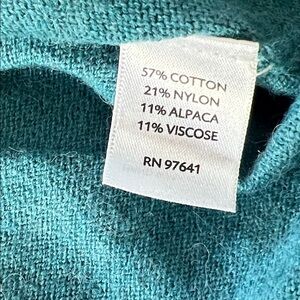 57% COTTON
21% NYLON
11% ALPACA
11% VISCOSE
RN 97641